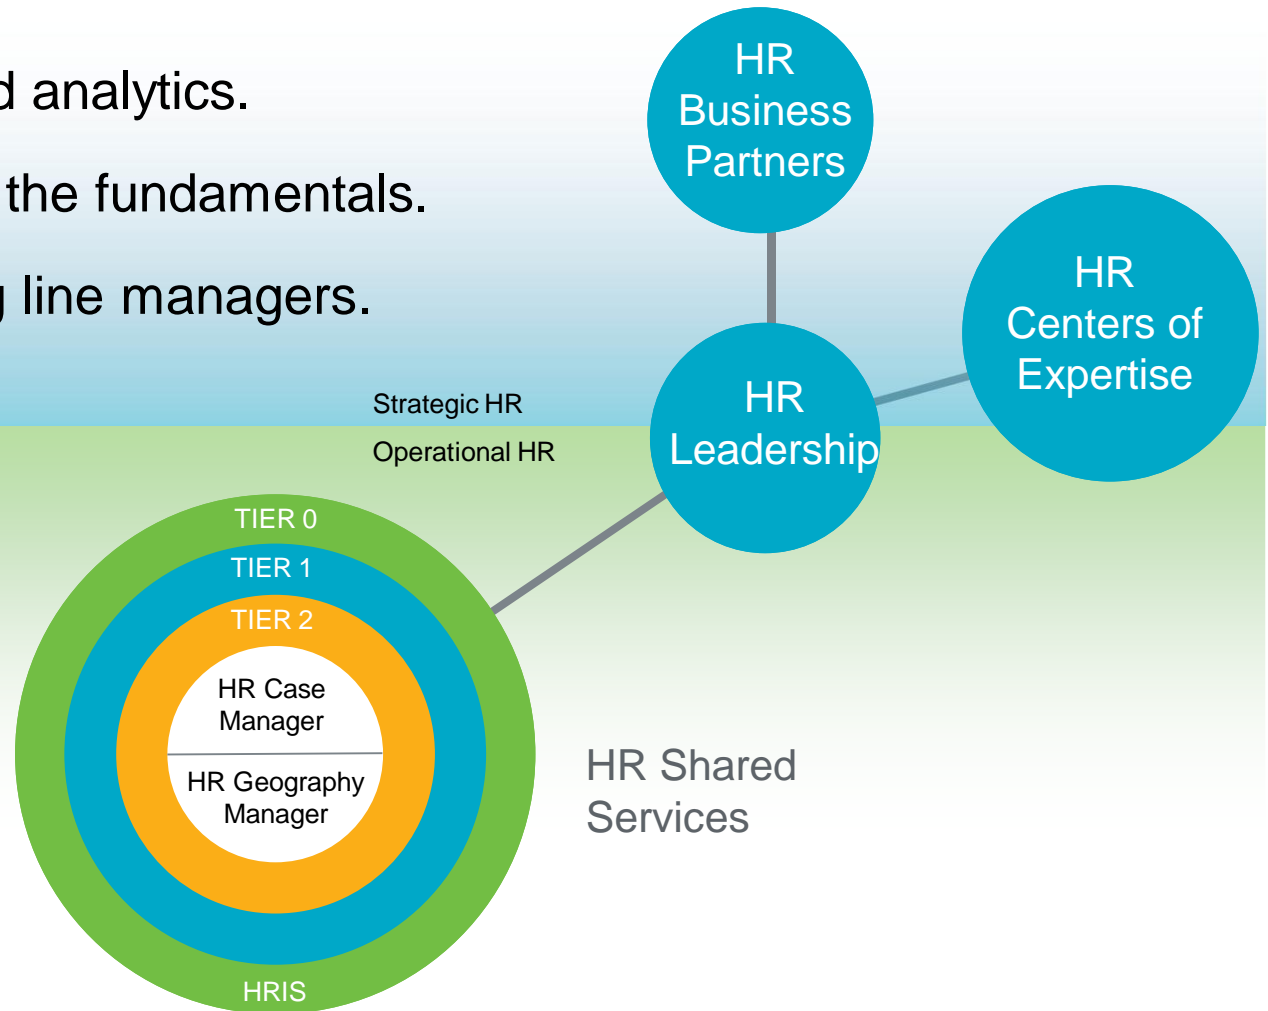 analytics.
the fundamentals.
line managers.
HR
Business
Partners
HR
Centers of
Expertise
HR
Leadership
Strategic HR
Operational HR
TIER 0
TIER 1
TIER 2
HR Case
Manager
HR Geography
Manager
HRIS
HR Shared
Services